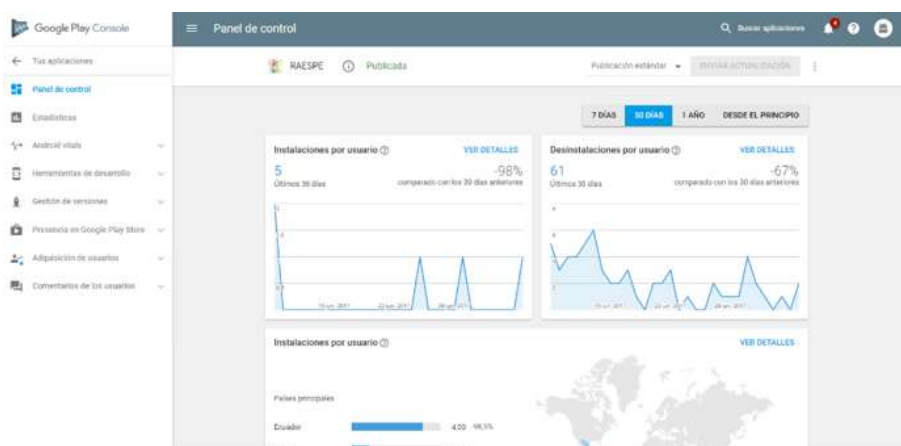 Google Play Console
Panel de control
Buscar aplicaciones
Tus aplicaciones
Panel de control
Estadísticas
Android vitals
Herramientas de desarrollo
Gestión de versiones
Presencia en Google Play Store
Adquisición de usuarios
Comentarios de los usuarios
RAESPE
Publicada
Publicación estándar
ENVIAR ACTUALIZACIÓN
7 DÍAS 30 DÍAS 1 AÑO DESDE EL PRINCIPIO
Instalaciones por usuario VER DETALLES
5 -98%
Últimos 30 días comparado con los 30 días anteriores
Desinstalaciones por usuario VER DETALLES
61 -67%
Últimos 30 días comparado con los 30 días anteriores
Instalaciones por usuario VER DETALLES
Países principales
Ecuador 4,00 -98,5%